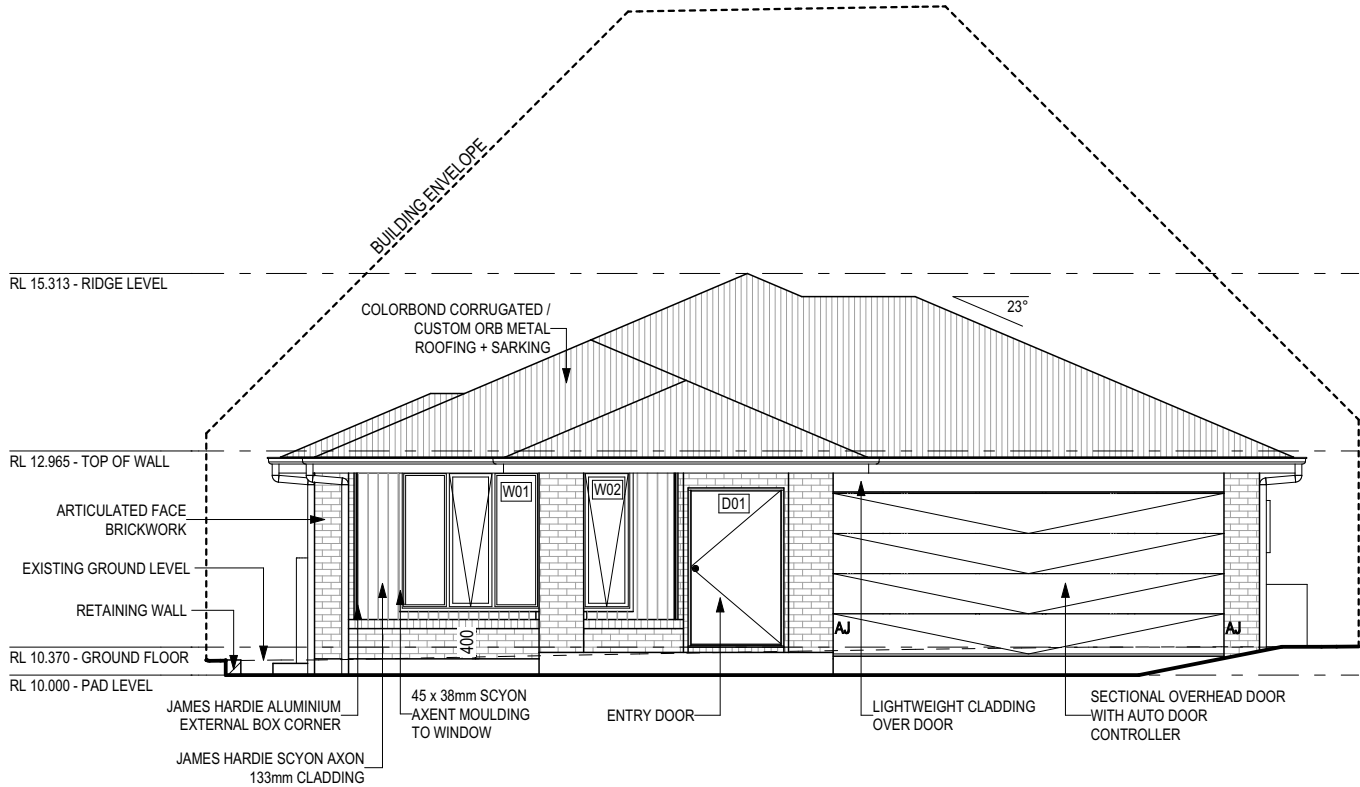 BUILDING ENVELOPE
RL 15.313 - RIDGE LEVEL
COLORBOND CORRUGATED /
CUSTOM ORB METAL
ROOFING + SARKING
23°
RL 12.965 - TOP OF WALL
W01
W02
D01
ARTICULATED FACE
BRICKWORK
EXISTING GROUND LEVEL
RETAINING WALL
400
AJ
AJ
RL 10.370 - GROUND FLOOR
RL 10.000 - PAD LEVEL
JAMES HARDIE ALUMINIUM
EXTERNAL BOX CORNER
45 x 38mm SCYON
AXENT MOULDING
TO WINDOW
ENTRY DOOR
LIGHTWEIGHT CLADDING
OVER DOOR
SECTIONAL OVERHEAD DOOR
WITH AUTO DOOR
CONTROLLER
JAMES HARDIE SCYON AXON
133mm CLADDING